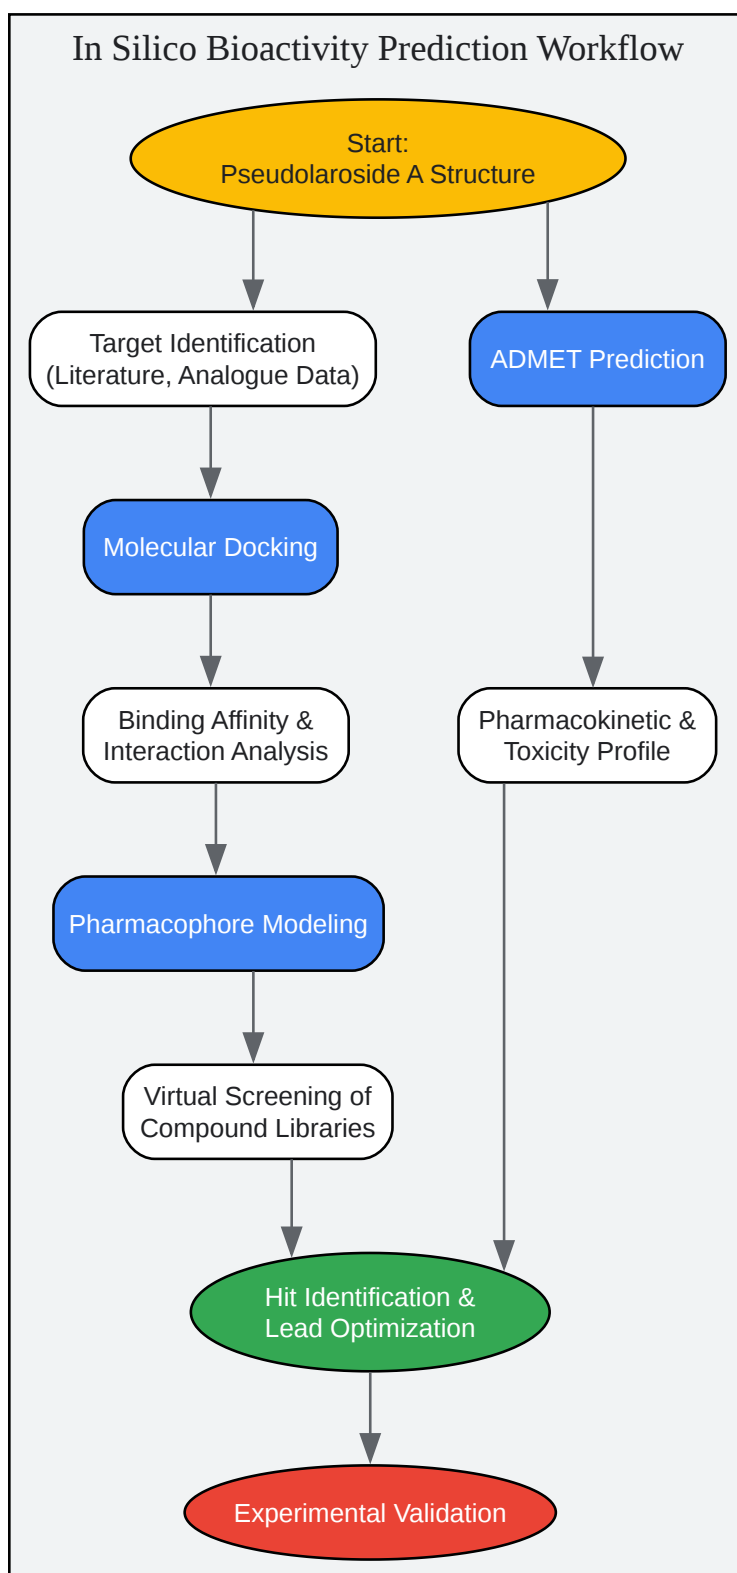 In Silico Bioactivity Prediction Workflow
Start:
Pseudolaroside A Structure
Target Identification
(Literature, Analogue Data)
ADMET Prediction
Molecular Docking
Binding Affinity &
Interaction Analysis
Pharmacokinetic &
Toxicity Profile
Pharmacophore Modeling
Virtual Screening of
Compound Libraries
Hit Identification &
Lead Optimization
Experimental Validation